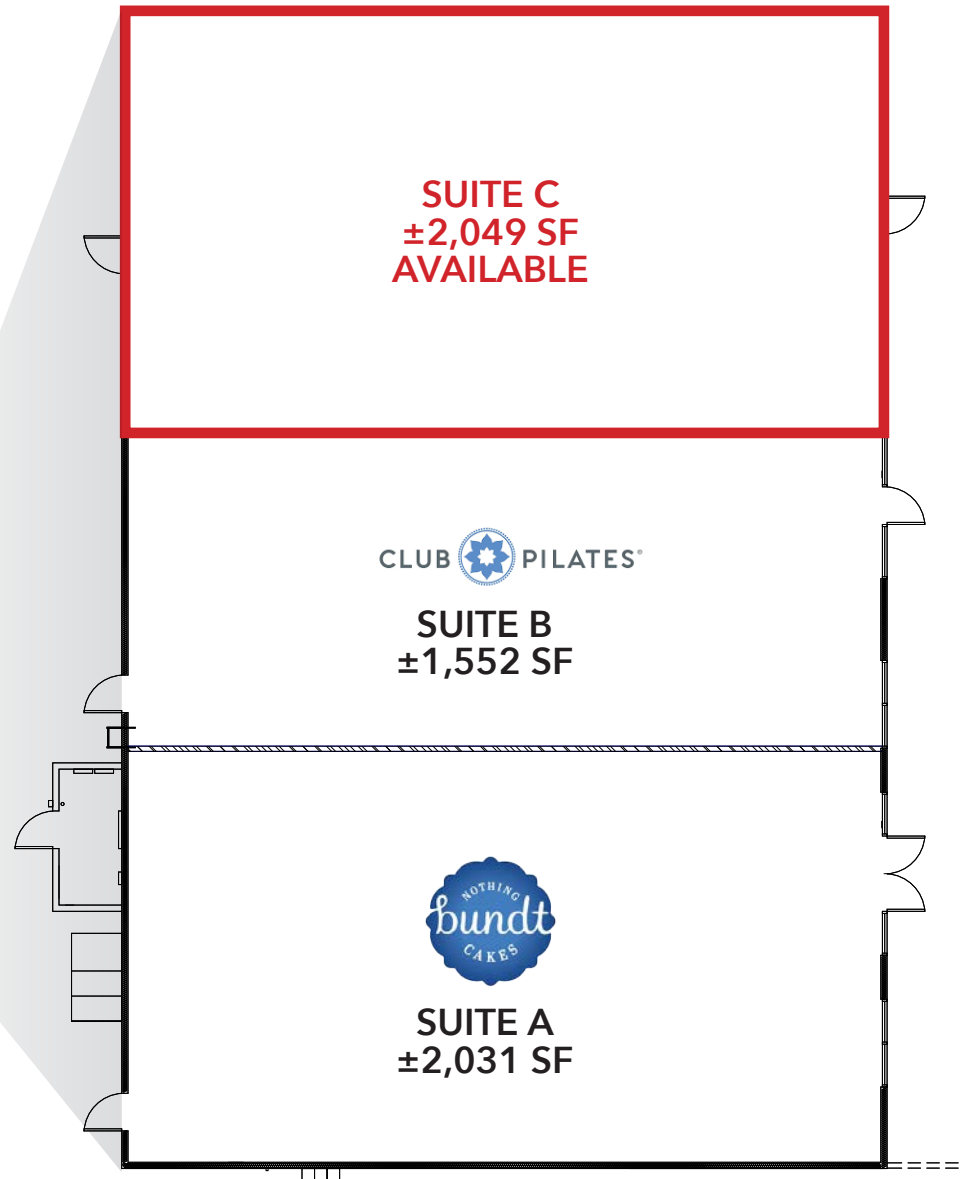 SUITE C
±2,049 SF
AVAILABLE
CLUB PILATES®
SUITE B
±1,552 SF
NOTHING
bundt
CAKES
SUITE A
±2,031 SF